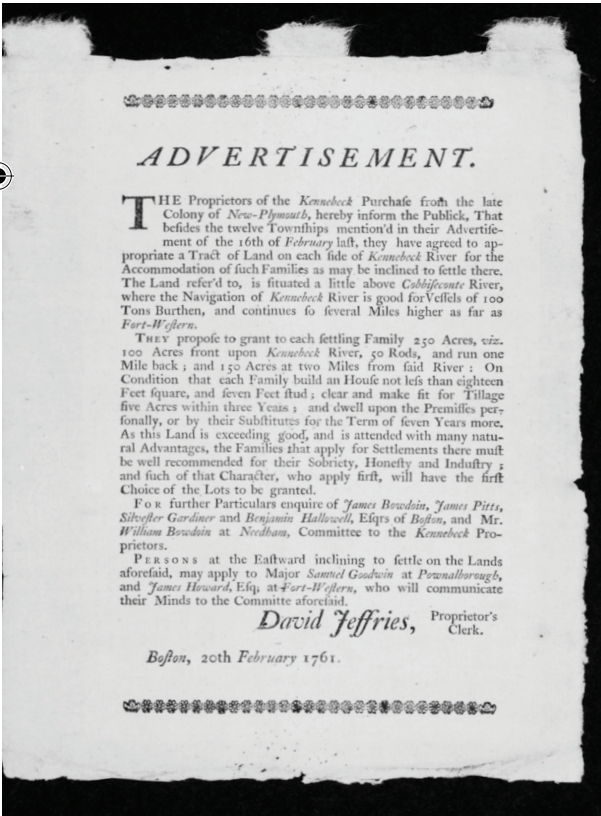 ADVERTISEMENT.
THE Proprietors of the Kennebeck Purchaſe from the late
Colony of New-Plymouth, hereby inform the Publick, That
beſides the twelve Townſhips mention'd in their Advertiſe-
ment of the 16th of February laſt, they have agreed to ap-
propriate a Tract of Land on each ſide of Kennebeck River for the
Accommodation of ſuch Families as may be inclined to ſettle there.
The Land refer'd to, is ſituated a little above Cobbiſeconte River,
where the Navigation of Kennebeck River is good for Veſſels of 100
Tons Burthen, and continues ſo ſeveral Miles higher as far as
Fort-Weſtern.
THEY propoſe to grant to each ſettling Family 250 Acres, viz.
100 Acres front upon Kennebeck River, 50 Rods, and run one
Mile back ; and 150 Acres at two Miles from ſaid River : On
Condition that each Family build an Houſe not leſs than eighteen
Feet ſquare, and ſeven Feet ſtud ; clear and make fit for Tillage
five Acres within three Years ; and dwell upon the Premiſſes per-
ſonally, or by their Subſtitutes for the Term of ſeven Years more.
As this Land is exceeding good, and is attended with many natu-
ral Advantages, the Families that apply for Settlements there muſt
be well recommended for their Sobriety, Honeſty and Induſtry ;
and ſuch of that Character, who apply firſt, will have the firſt
Choice of the Lots to be granted.
FOR further Particulars enquire of James Bowdoin, James Pitts,
Silveſter Gardiner and Benjamin Hallowell, Eſqrs of Boſton, and Mr.
William Bowdoin at Needham, Committee to the Kennebeck Pro-
prietors.
PERSONS at the Eaſtward inclining to ſettle on the Lands
aforeſaid, may apply to Major Samuel Goodwin at Pownalborough,
and James Howard, Eſq; at Fort-Weſtern, who will communicate
their Minds to the Committe aforeſaid.
David Jeffries, Proprietor's
Clerk.
Boſton, 20th February 1761.